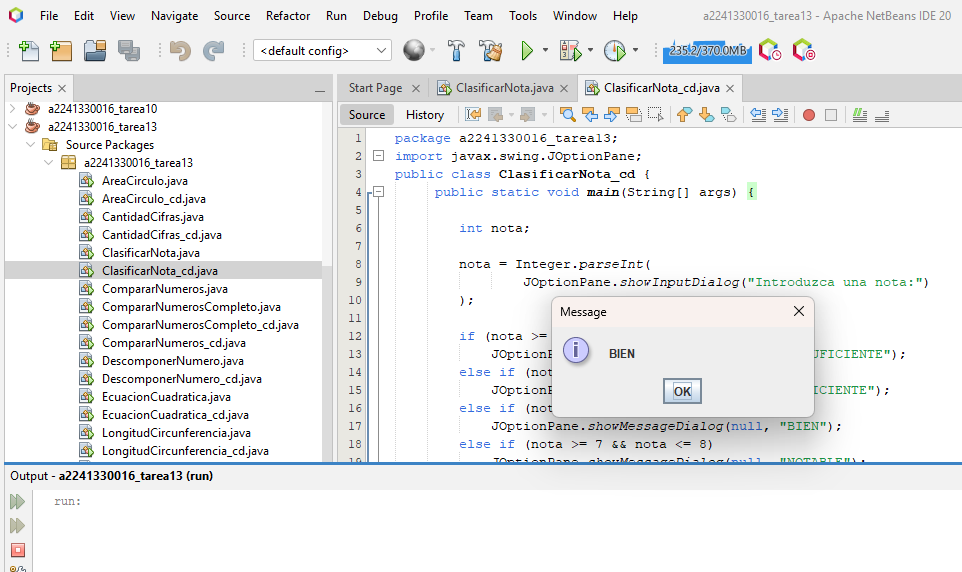 File Edit View Navigate Source Refactor Run Debug Profile Team Tools Window Help a2241330016_tarea13 - Apache NetBeans IDE 20
<default config> 235.2/370.0MB
Projects Start Page ClasificarNota.java ClasificarNota_cd.java
Source History
a2241330016_tarea10
a2241330016_tarea13
Source Packages
a2241330016_tarea13
AreaCirculo.java
AreaCirculo_cd.java
CantidadCifras.java
CantidadCifras_cd.java
ClasificarNota.java
ClasificarNota_cd.java
CompararNumeros.java
CompararNumerosCompleto.java
CompararNumerosCompleto_cd.java
CompararNumeros_cd.java
DescomponerNumero.java
DescomponerNumero_cd.java
EcuacionCuadratica.java
EcuacionCuadratica_cd.java
LongitudCircunferencia.java
LongitudCircunferencia_cd.java
1 package a2241330016_tarea13;
2 import javax.swing.JOptionPane;
3 public class ClasificarNota_cd {
4 public static void main(String[] args) {
5
6 int nota;
7
8 nota = Integer.parseInt(
9 JOptionPane.showInputDialog("Introduzca una nota:")
10 );
11
12 if (nota >=
13 JOptionP UFICIENTE");
14 else if (not
15 JOptionP ICIENTE");
16 else if (not
17 JOptionPane.showMessageDialog(null, "BIEN");
18 else if (nota >= 7 && nota <= 8)
19 JOptionPane.showMessageDialog(null, "NOTABLE");
Message
BIEN
OK
Output - a2241330016_tarea13 (run)
run: